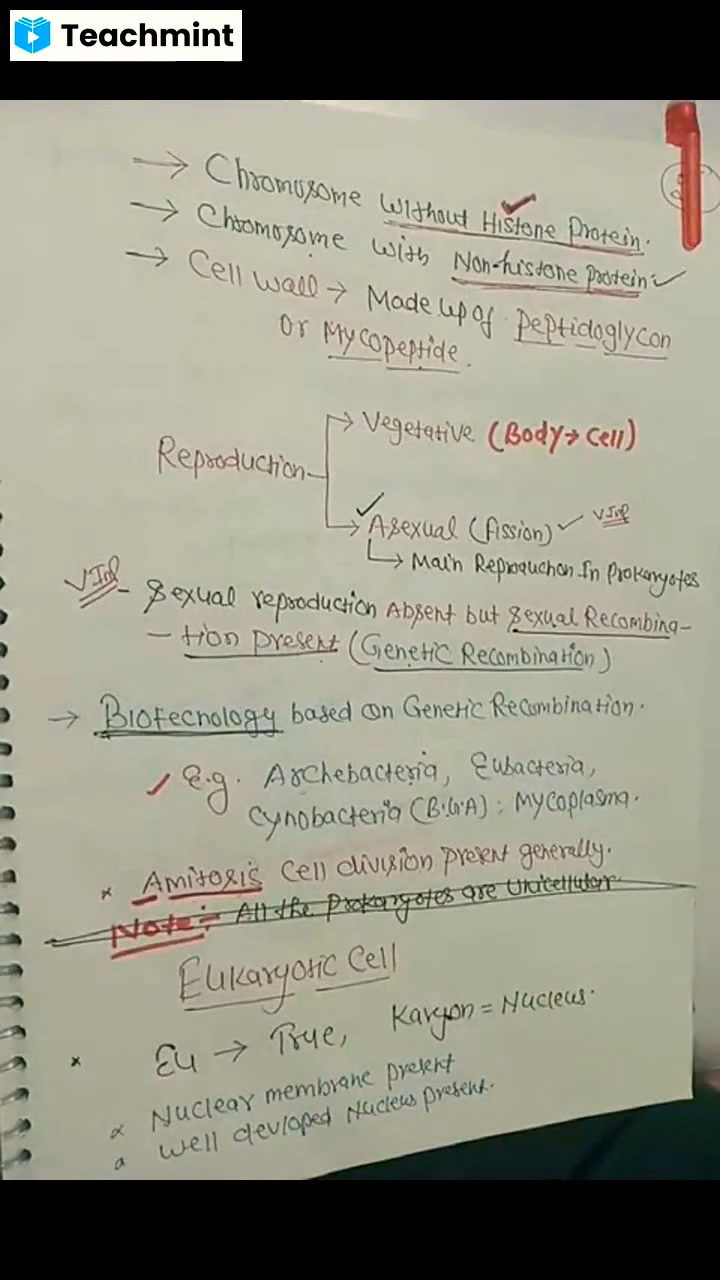 Teachmint
→ Chromosome without Histone Protein.
→ Chromosome with Non-histone protein
→ Cell wall → Made up of peptidoglycon
or Mycopeptide.
Reproduction
→ Vegetative (Body → Cell)
→ Asexual (fission) VImp
→ Main Reproduction In Prokaryotes
VImp - Sexual reproduction Absent but Sexual Recombina-
-tion present (Genetic Recombination)
→ Biotecnology based on Genetic Recombination.
E.g. Archebacteria, Eubacteria,
Cynobacteria (B.G.A); Mycoplasma.
× Amitosis Cell division present generally.
Note:- All the Prokaryotes are Unicellular
Eukaryotic Cell
× Eu → True, Karyon = Nucleus.
Nuclear membrane present
well devloped Nucleus present.